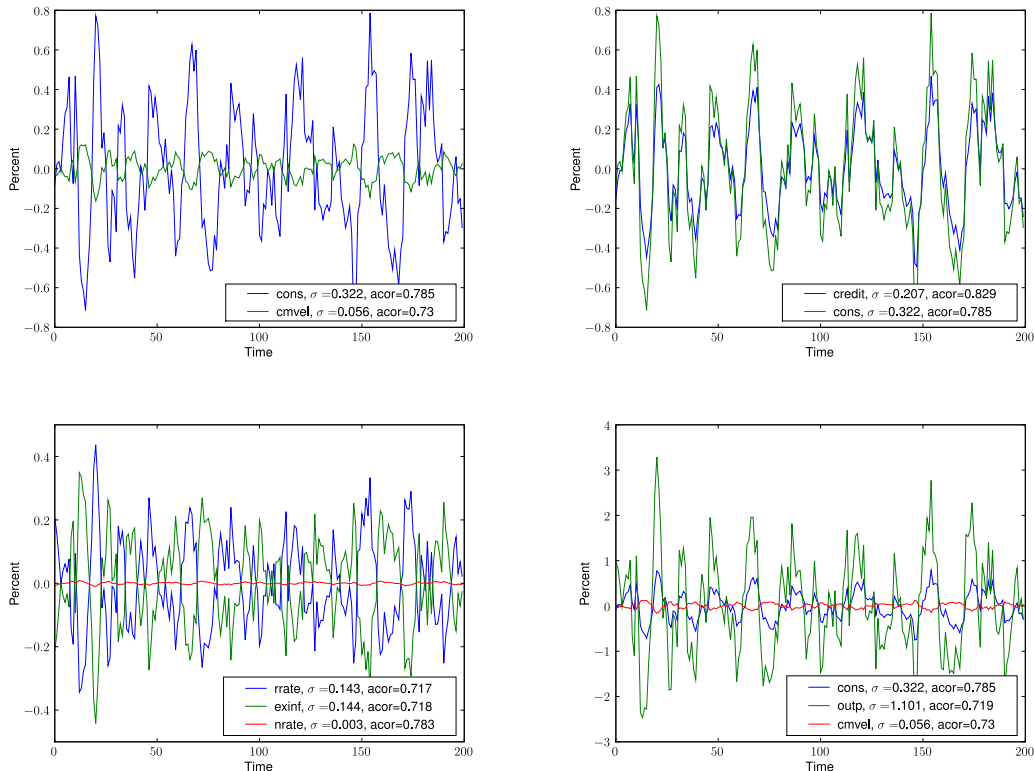 0.8
0.6
0.4
0.2
0.0
−0.2
−0.4
−0.6
−0.8
Percent
0
50
100
150
200
Time
cons, σ =0.322, acor=0.785
cmvel, σ =0.056, acor=0.73
0.8
0.6
0.4
0.2
0.0
−0.2
−0.4
−0.6
−0.8
Percent
0
50
100
150
200
Time
credit, σ =0.207, acor=0.829
cons, σ =0.322, acor=0.785
0.4
0.2
0.0
−0.2
−0.4
Percent
0
50
100
150
200
Time
rrate, σ =0.143, acor=0.717
exinf, σ =0.144, acor=0.718
nrate, σ =0.003, acor=0.783
4
3
2
1
0
−1
−2
−3
Percent
0
50
100
150
200
Time
cons, σ =0.322, acor=0.785
outp, σ =1.101, acor=0.719
cmvel, σ =0.056, acor=0.73